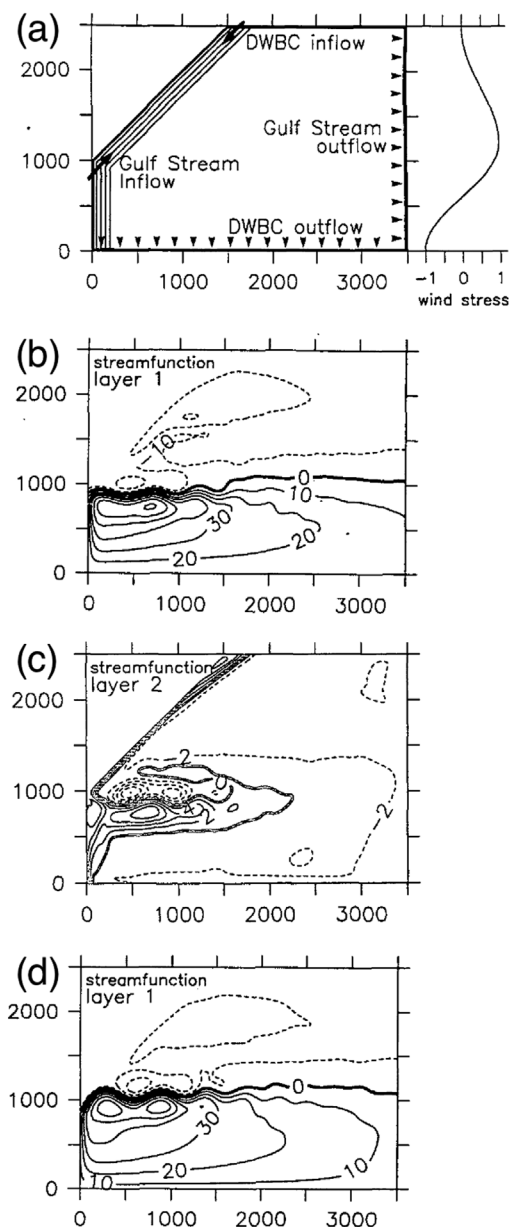 (a)
2000
1000
0
DWBC inflow
Gulf Stream
outflow
Gulf Stream
Inflow
DWBC outflow
0 1000 2000 3000
-1 0 1
wind stress
(b)
streamfunction
layer 1
2000
1000
0
-10
0
10
30
20
20
0 1000 2000 3000
(c)
streamfunction
layer 2
2000
1000
0
-2
0
4
2
-2
0 1000 2000 3000
(d)
streamfunction
layer 1
2000
1000
0
0
30
20
10
10
0 1000 2000 3000